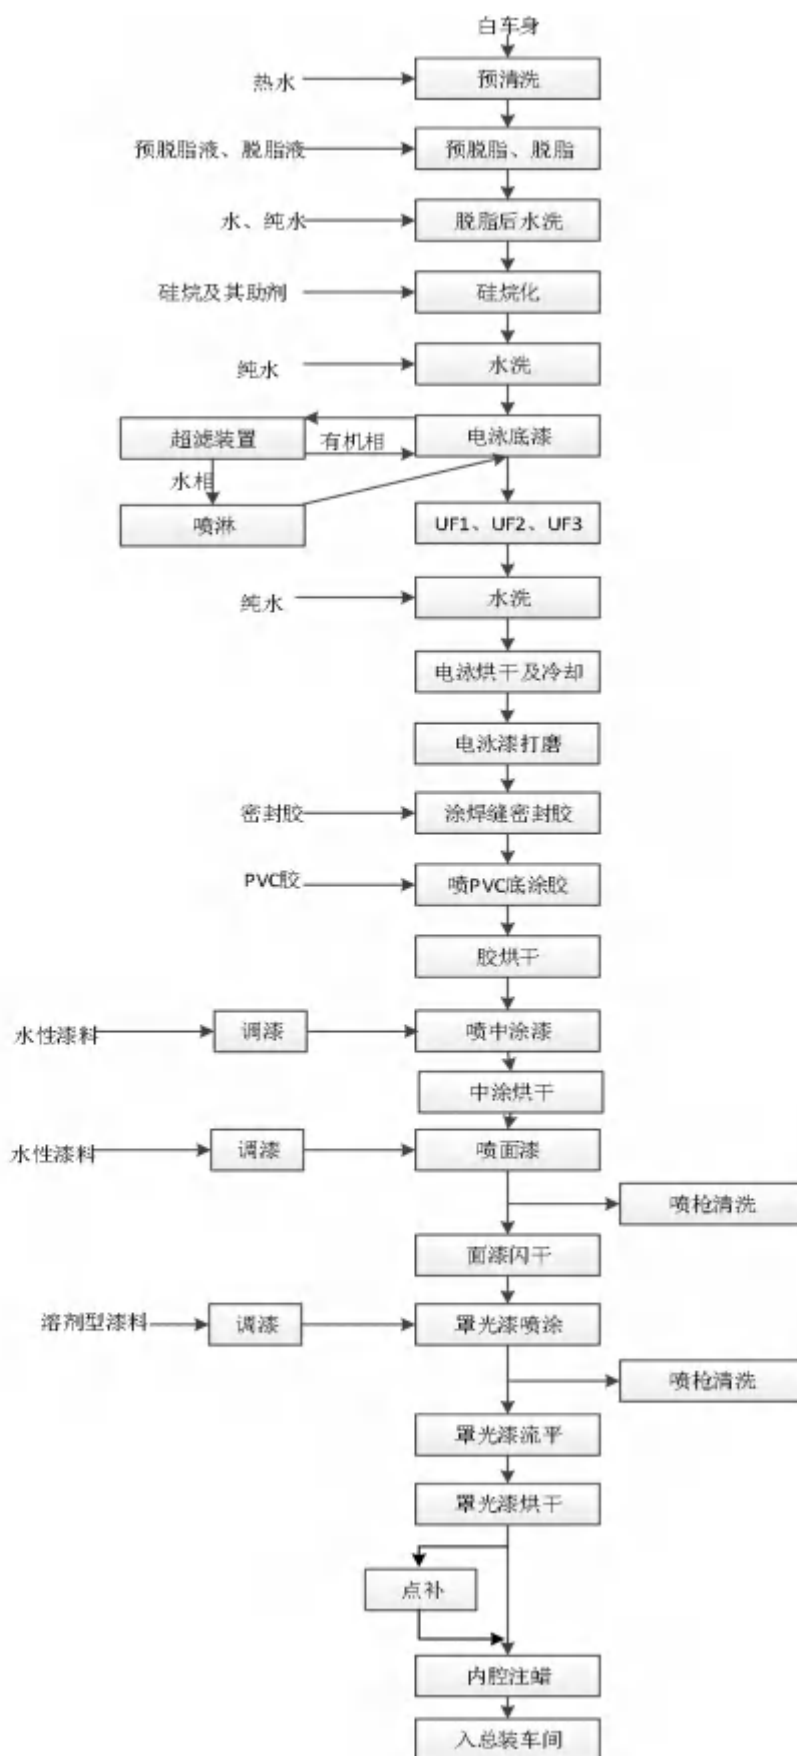 白车身
热水
预清洗
预脱脂液、脱脂液
预脱脂、脱脂
水、纯水
脱脂后水洗
硅烷及其助剂
硅烷化
纯水
水洗
超滤装置
有机相
电泳底漆
水相
喷淋
UF1、UF2、UF3
纯水
水洗
电泳烘干及冷却
电泳漆打磨
密封胶
涂焊缝密封胶
PVC胶
喷PVC底涂胶
胶烘干
水性漆料
调漆
喷中涂漆
中涂烘干
水性漆料
调漆
喷面漆
喷枪清洗
面漆闪干
溶剂型漆料
调漆
罩光漆喷涂
喷枪清洗
罩光漆流平
罩光漆烘干
点补
内腔注蜡
入总装车间